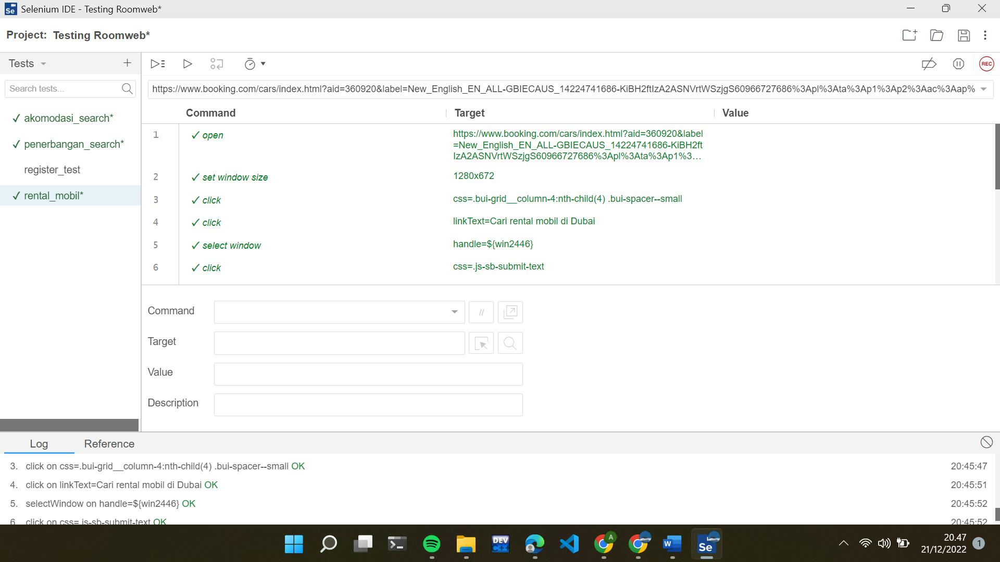 Selenium IDE - Testing Roomweb*
Project: Testing Roomweb*
Tests
Search tests...
https://www.booking.com/cars/index.html?aid=360920&label=New_English_EN_ALL-GBIECAUS_14224741686-KiBH2ftIzA2ASNVrtWSzjgS60966727686%3Apl%3Ata%3Ap1%3Ap2%3Aac%3Aap%
✓ akomodasi_search*
✓ penerbangan_search*
register_test
✓ rental_mobil*
Command Target Value
1 ✓ open https://www.booking.com/cars/index.html?aid=360920&label
=New_English_EN_ALL-GBIECAUS_14224741686-KiBH2ft
IzA2ASNVrtWSzjgS60966727686%3Apl%3Ata%3Ap1%3...
2 ✓ set window size 1280x672
3 ✓ click css=.bui-grid__column-4:nth-child(4) .bui-spacer--small
4 ✓ click linkText=Cari rental mobil di Dubai
5 ✓ select window handle=${win2446}
6 ✓ click css=.js-sb-submit-text
Command //
Target
Value
Description
Log Reference
3. click on css=.bui-grid__column-4:nth-child(4) .bui-spacer--small OK 20:45:47
4. click on linkText=Cari rental mobil di Dubai OK 20:45:51
5. selectWindow on handle=${win2446} OK 20:45:52
6. click on css=.js-sb-submit-text OK 20:45:52
REC
DEV
C++
A
W
Se
20.47
21/12/2022
1